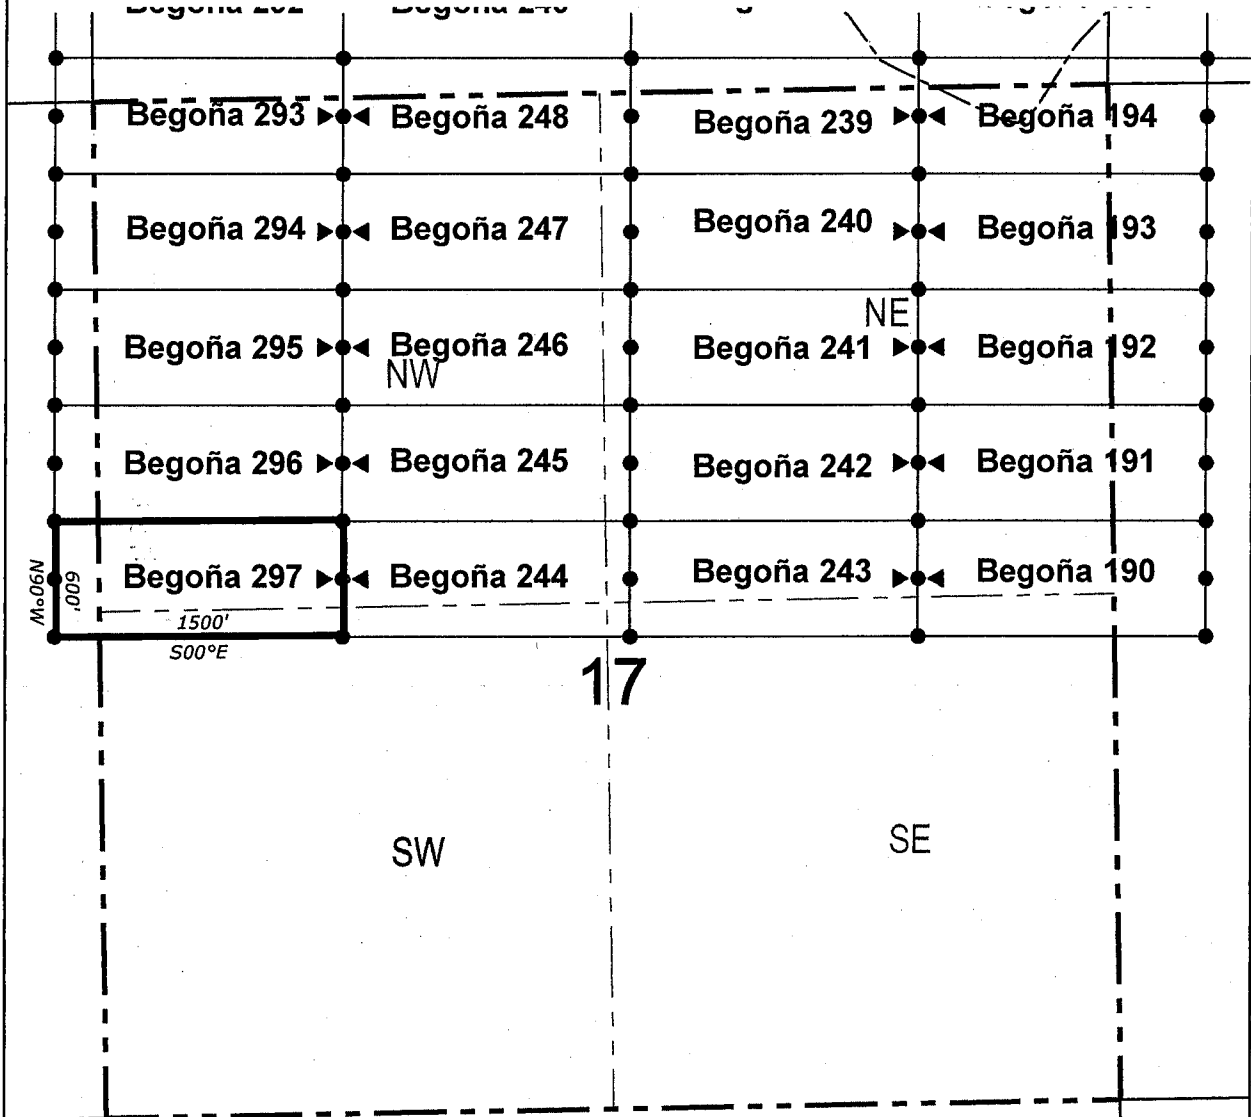 Begoña 293 Begoña 248 Begoña 239 Begoña 194
Begoña 294 Begoña 247 Begoña 240 Begoña 193
NE
Begoña 295 Begoña 246 Begoña 241 Begoña 192
NW
Begoña 296 Begoña 245 Begoña 242 Begoña 191
N90°W 600' Begoña 297 Begoña 244 Begoña 243 Begoña 190
1500'
S00°E
17
SW SE